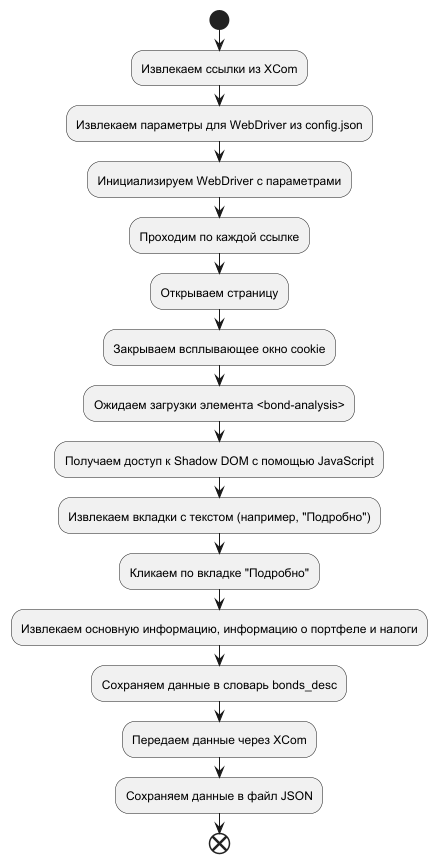 Извлекаем ссылки из XCom
Извлекаем параметры для WebDriver из config.json
Инициализируем WebDriver с параметрами
Проходим по каждой ссылке
Открываем страницу
Закрываем всплывающее окно cookie
Ожидаем загрузки элемента <bond-analysis>
Получаем доступ к Shadow DOM с помощью JavaScript
Извлекаем вкладки с текстом (например, "Подробно")
Кликаем по вкладке "Подробно"
Извлекаем основную информацию, информацию о портфеле и налоги
Сохраняем данные в словарь bonds_desc
Передаем данные через XCom
Сохраняем данные в файл JSON